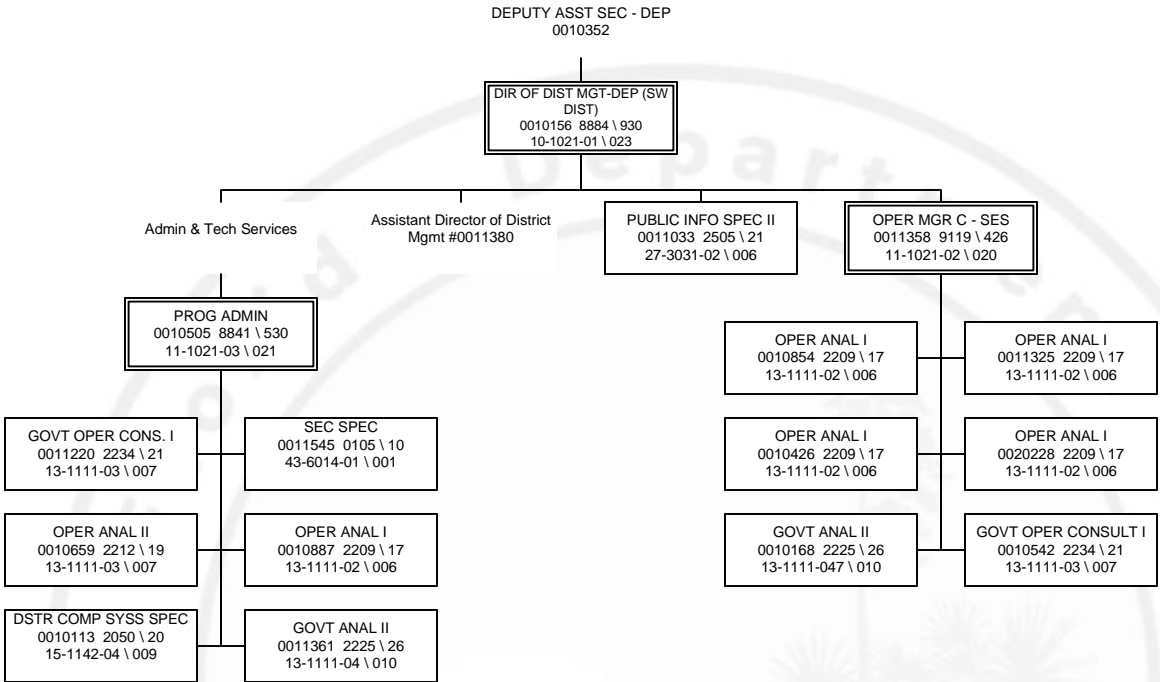 DEPUTY ASST SEC - DEP
0010352
DIR OF DIST MGT-DEP (SW
DIST)
0010156 8884 \ 930
10-1021-01 \ 023
Admin & Tech Services
Assistant Director of District
Mgmt #0011380
PUBLIC INFO SPEC II
0011033 2505 \ 21
27-3031-02 \ 006
OPER MGR C - SES
0011358 9119 \ 426
11-1021-02 \ 020
PROG ADMIN
0010505 8841 \ 530
11-1021-03 \ 021
GOVT OPER CONS. I
0011220 2234 \ 21
13-1111-03 \ 007
SEC SPEC
0011545 0105 \ 10
43-6014-01 \ 001
OPER ANAL II
0010659 2212 \ 19
13-1111-03 \ 007
OPER ANAL I
0010887 2209 \ 17
13-1111-02 \ 006
DSTR COMP SYSS SPEC
0010113 2050 \ 20
15-1142-04 \ 009
GOVT ANAL II
0011361 2225 \ 26
13-1111-04 \ 010
OPER ANAL I
0010854 2209 \ 17
13-1111-02 \ 006
OPER ANAL I
0011325 2209 \ 17
13-1111-02 \ 006
OPER ANAL I
0010426 2209 \ 17
13-1111-02 \ 006
OPER ANAL I
0020228 2209 \ 17
13-1111-02 \ 006
GOVT ANAL II
0010168 2225 \ 26
13-1111-047 \ 010
GOVT OPER CONSULT I
0010542 2234 \ 21
13-1111-03 \ 007